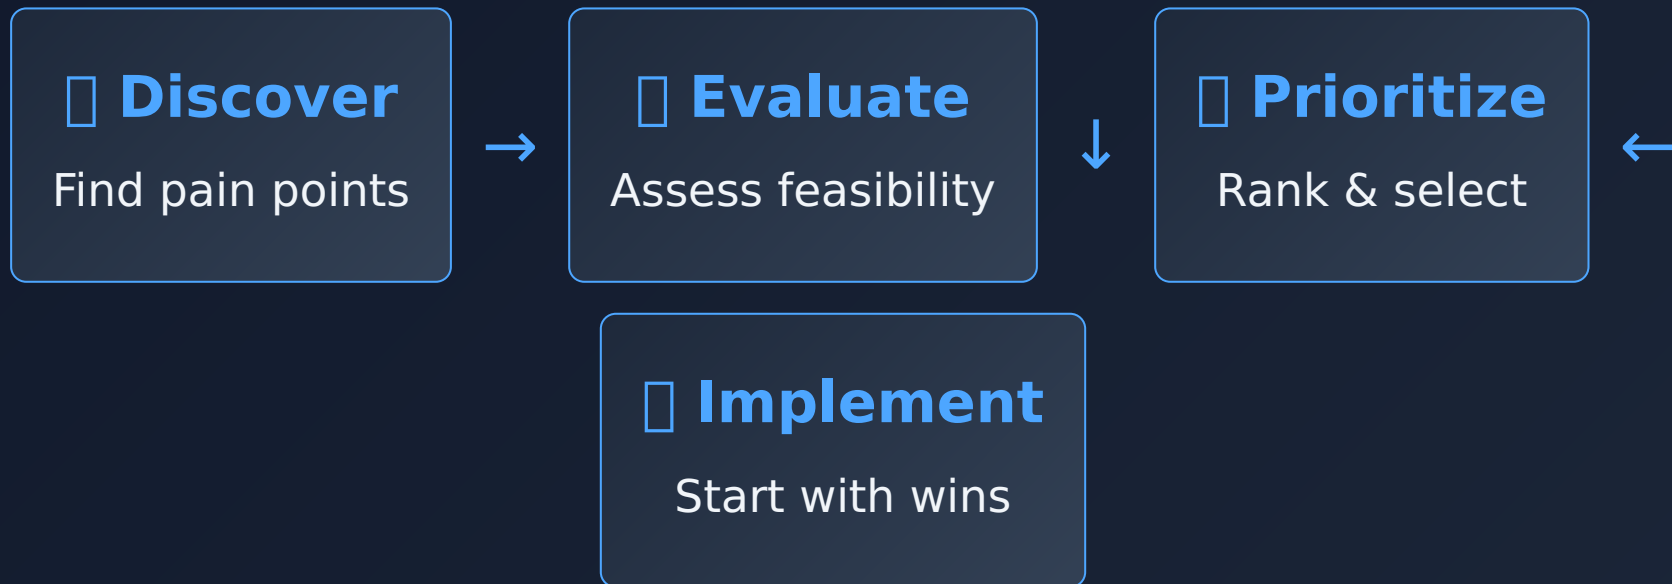 Discover
Find pain points
→
Evaluate
Assess feasibility
↓
Prioritize
Rank & select
←
Implement
Start with wins